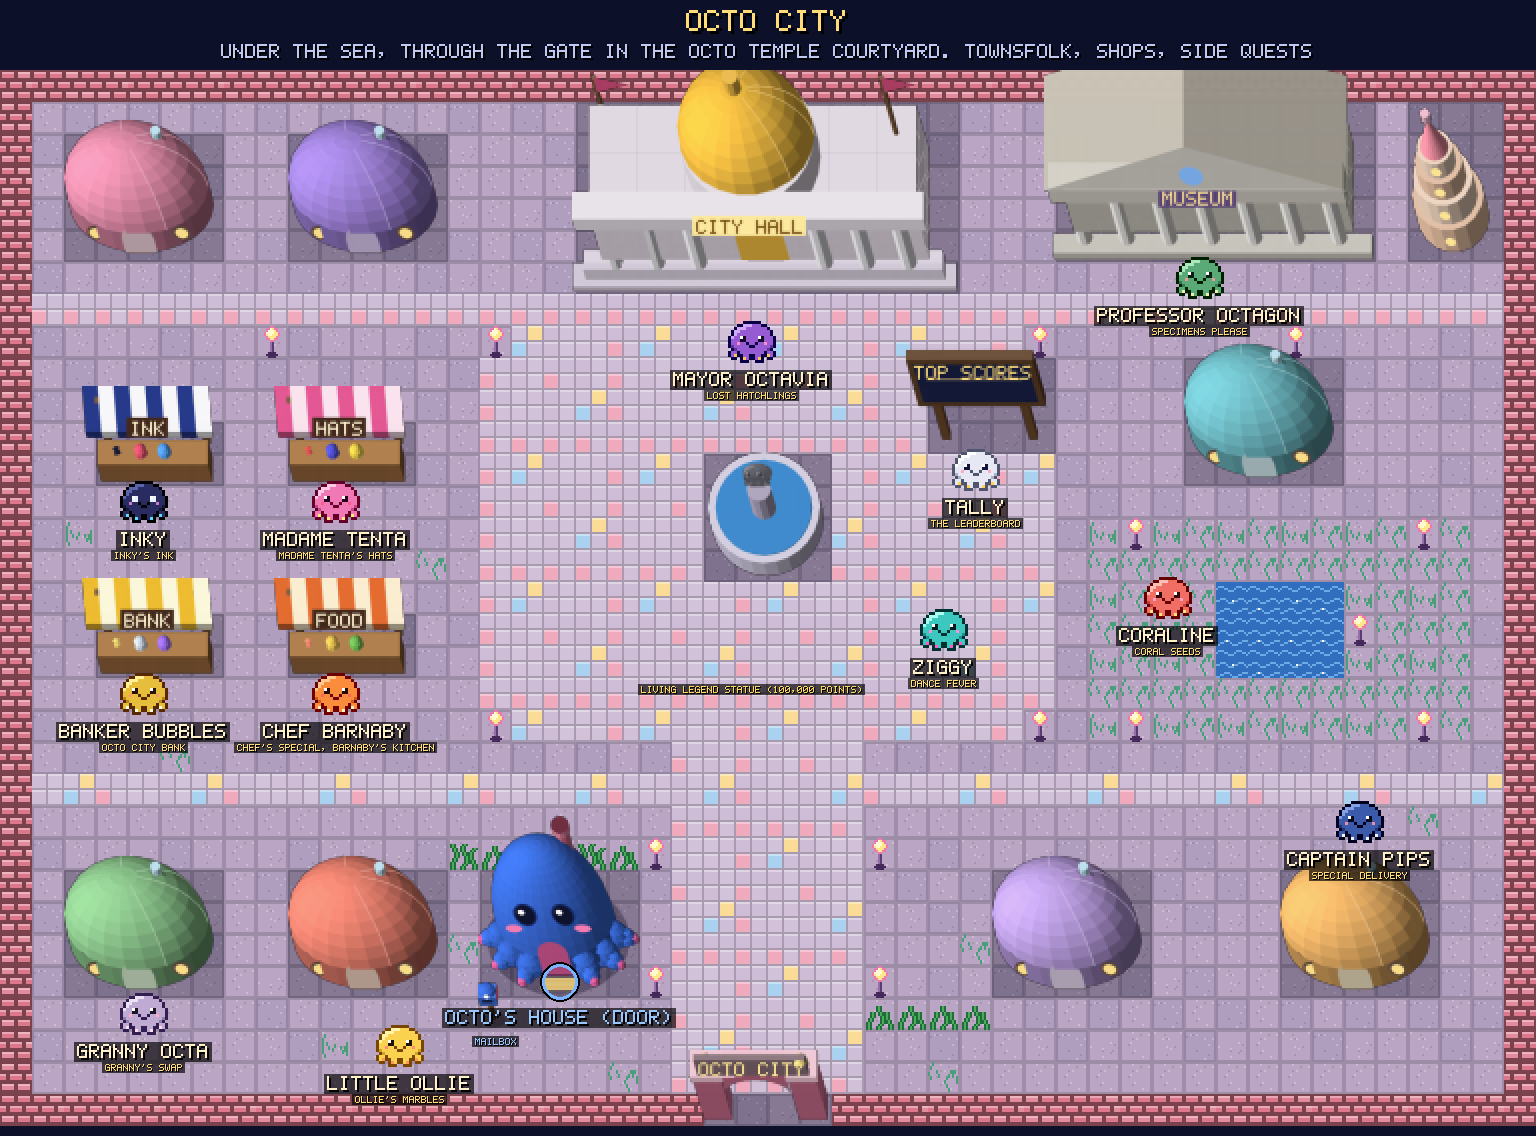 OCTO CITY
UNDER THE SEA, THROUGH THE GATE IN THE OCTO TEMPLE COURTYARD. TOWNSFOLK, SHOPS, SIDE QUESTS
CITY HALL
MUSEUM
PROFESSOR OCTAGON
SPECIMENS PLEASE
MAYOR OCTAVIA
LOST HATCHLINGS
TOP SCORES
INK
HATS
TALLY
THE LEADERBOARD
INKY
INKY'S INK
MADAME TENTA
MADAME TENTA'S HATS
BANK
FOOD
CORALINE
CORAL SEEDS
ZIGGY
DANCE FEVER
LIVING LEGEND STATUE (100,000 POINTS)
BANKER BUBBLES
OCTO CITY BANK
CHEF BARNABY
CHEF'S SPECIAL, BARNABY'S KITCHEN
CAPTAIN PIPS
SPECIAL DELIVERY
OCTO'S HOUSE (DOOR)
MAILBOX
GRANNY OCTA
GRANNY'S SWAP
OCTO CITY
LITTLE OLLIE
OLLIE'S MARBLES